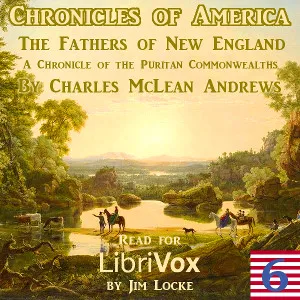 Chronicles of America
The Fathers of New England
A Chronicle of the Puritan Commonwealths
By Charles McLean Andrews
Read for
LibriVox
by Jim Locke
6